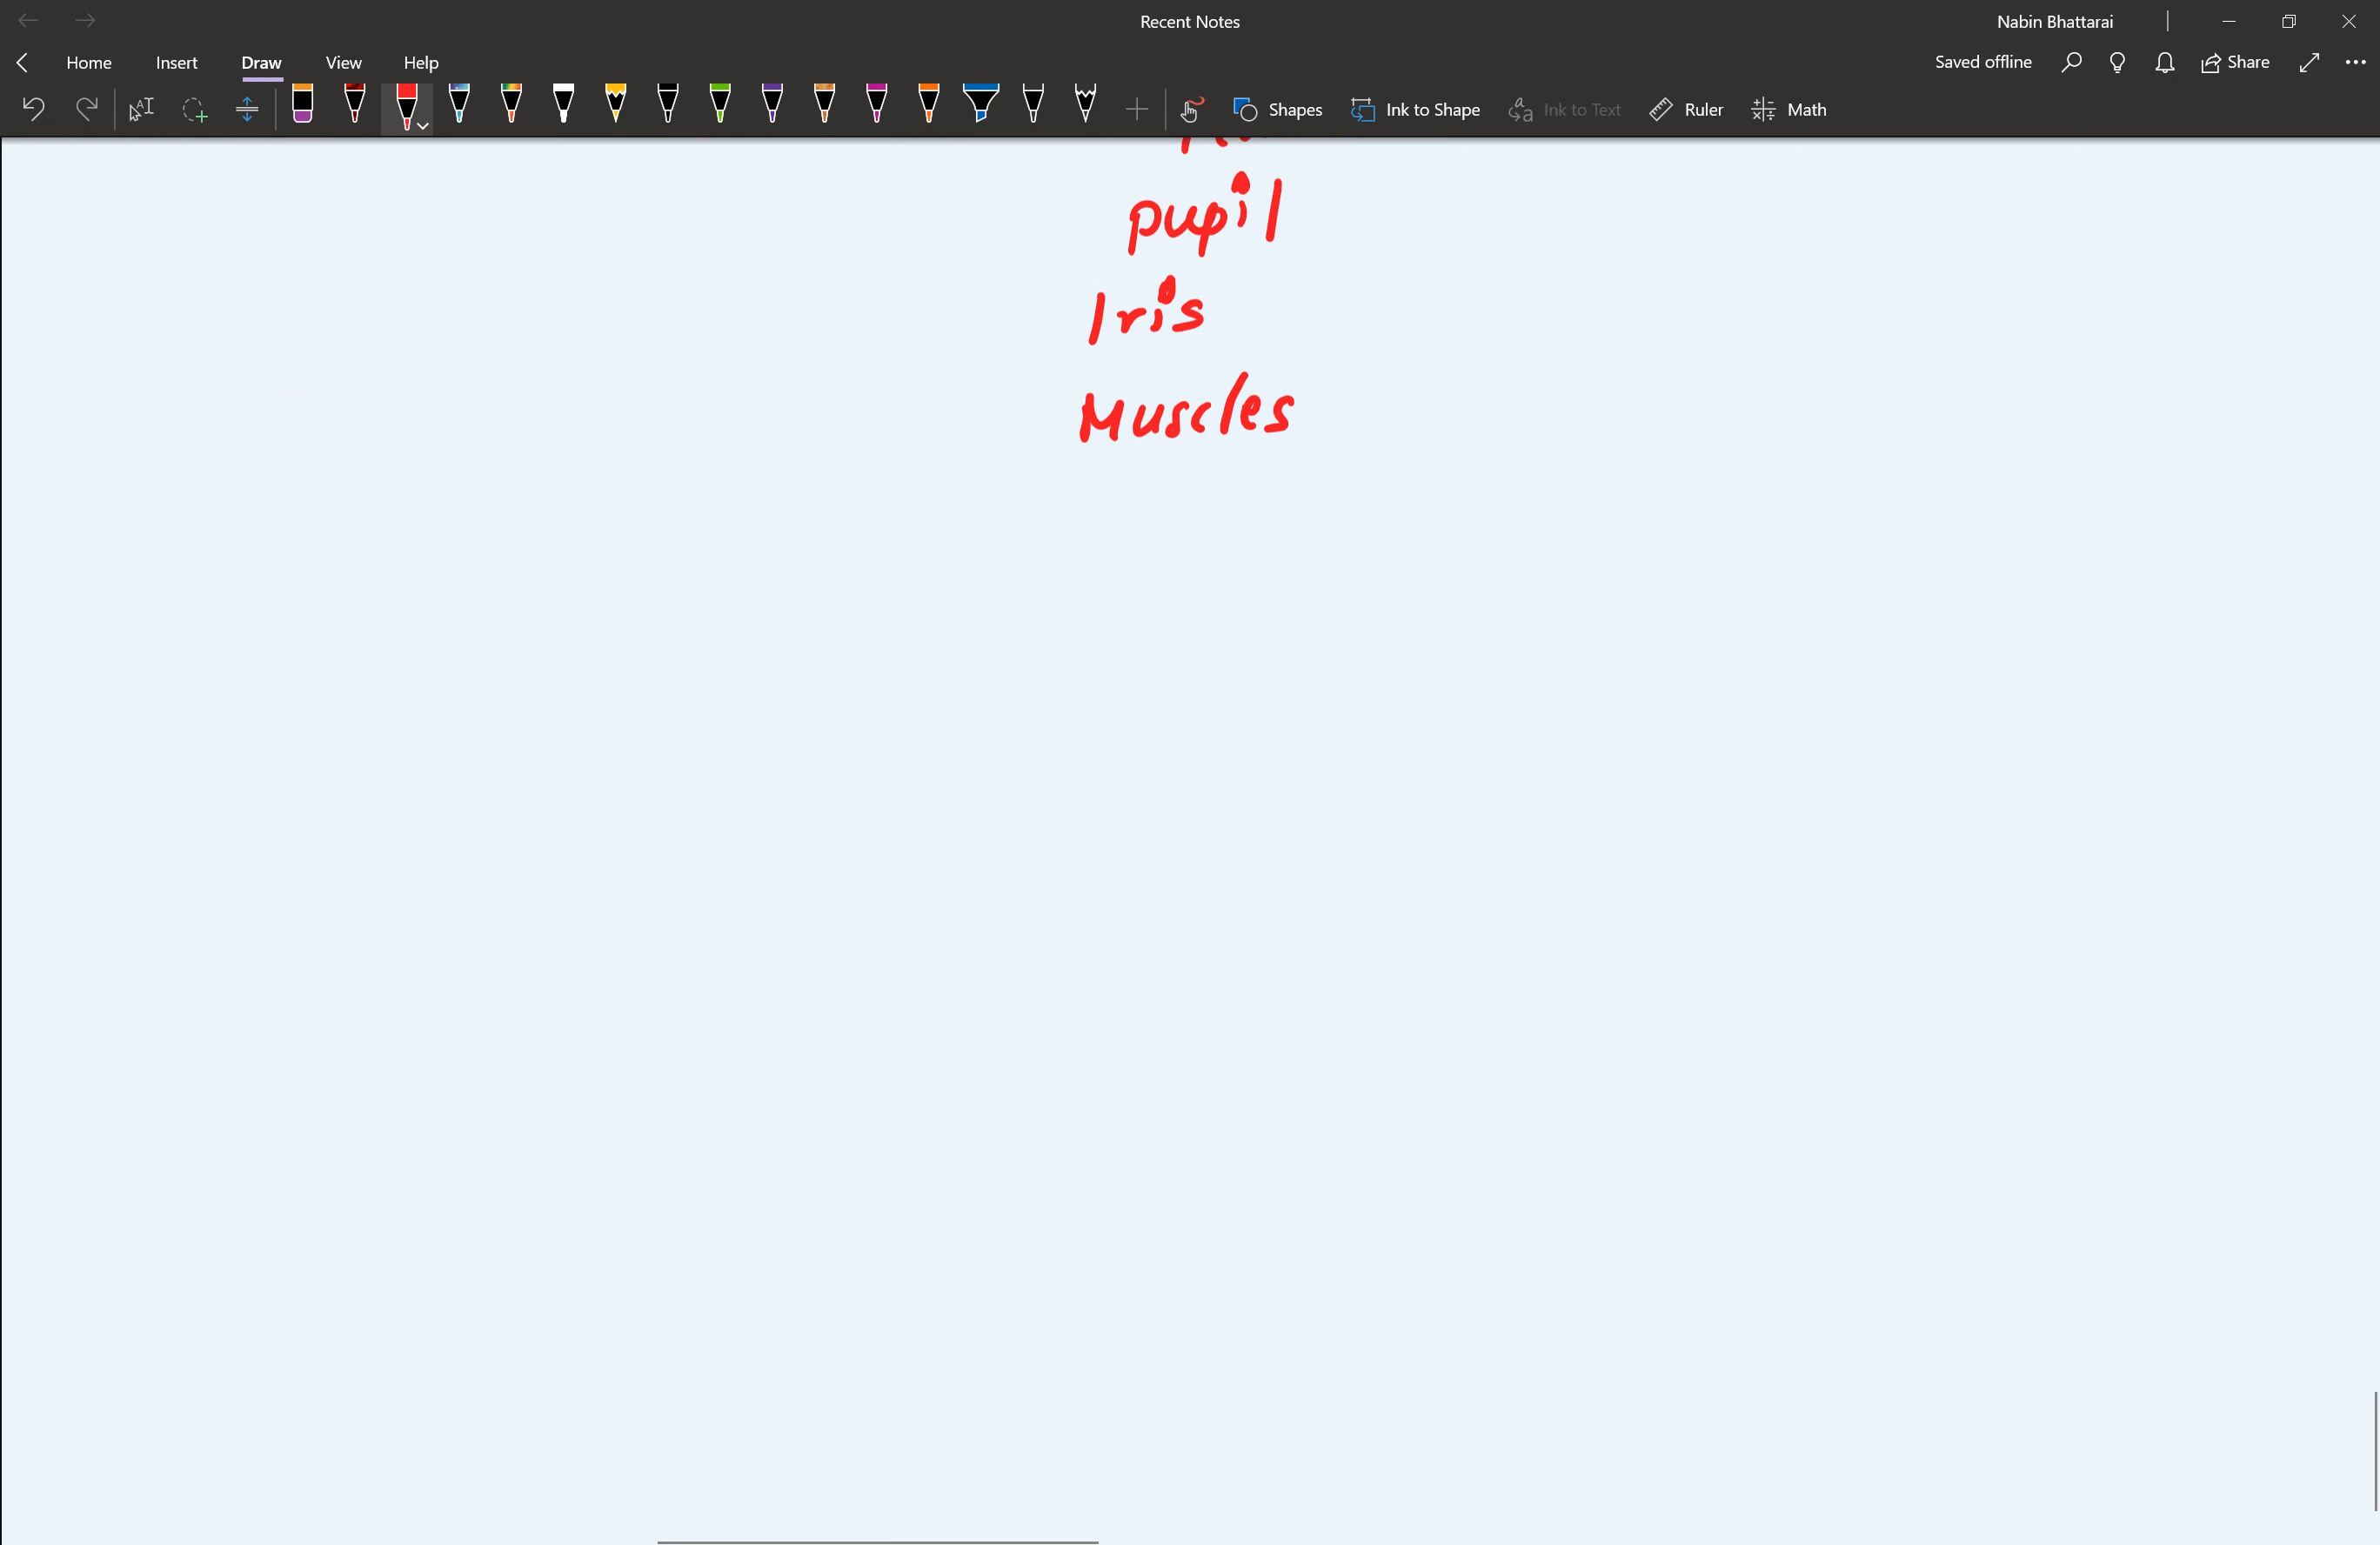 Recent Notes
Nabin Bhattarai
Home Insert Draw View Help
Saved offline
Share
Shapes Ink to Shape Ink to Text Ruler Math
pupil
Iris
Muscles